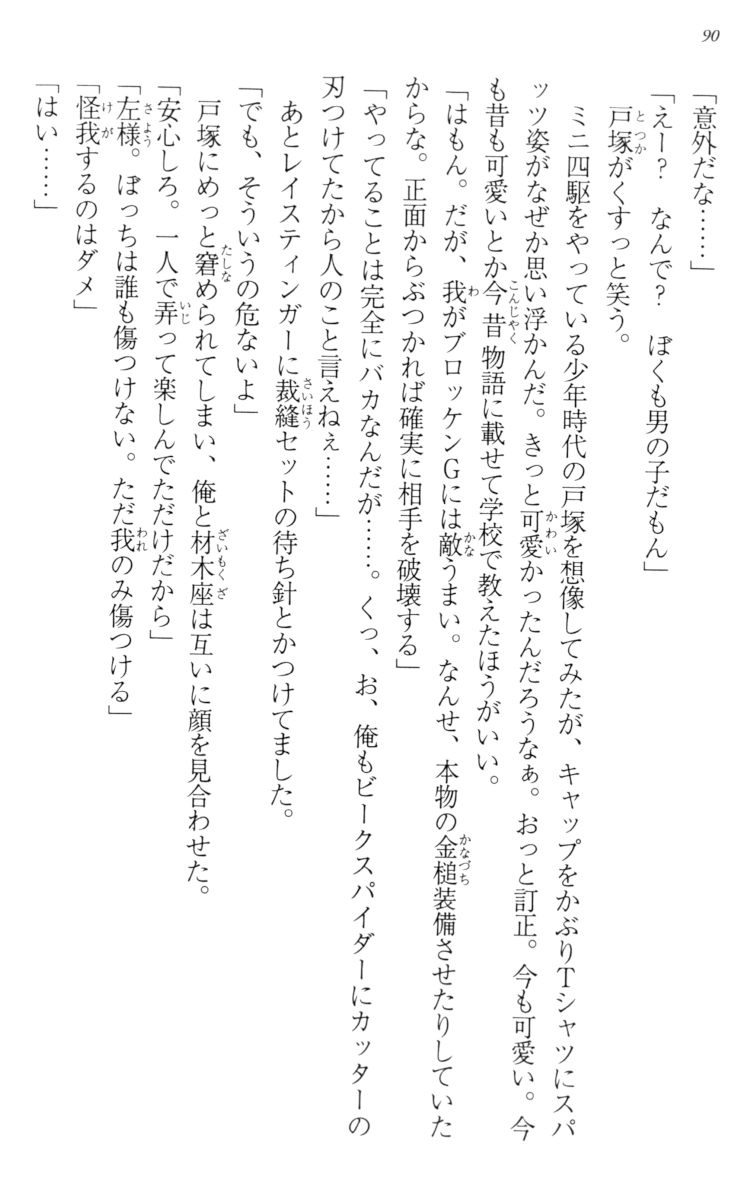 90
「意外だな……」
「えー？　なんで？　ぼくも男の子だもん」
戸塚がくすっと笑う。
ミニ四駆をやっている少年時代の戸塚を想像してみたが、キャップをかぶりTシャツにスパ
ッツ姿がなぜか思い浮かんだ。きっと可愛かったんだろうなぁ。おっと訂正。今も可愛い。今
も昔も可愛いとか今昔物語に載せて学校で教えたほうがいい。
「はもん。だが、我がブロッケンGには敵うまい。なんせ、本物の金槌装備させたりしていた
からな。正面からぶつかれば確実に相手を破壊する」
「やってることは完全にバカなんだが……。くっ、お、俺もビークスパイダーにカッターの
刃つけてたから人のこと言えねぇ……」
あとレイスティンガーに裁縫セットの待ち針とかつけてました。
「でも、そういうの危ないよ」
戸塚にめっと窘められてしまい、俺と材木座は互いに顔を見合わせた。
「安心しろ。一人で弄って楽しんでただけだから」
「左様。ぼっちは誰も傷つけない。ただ我のみ傷つける」
「怪我するのはダメ」
「はい……」